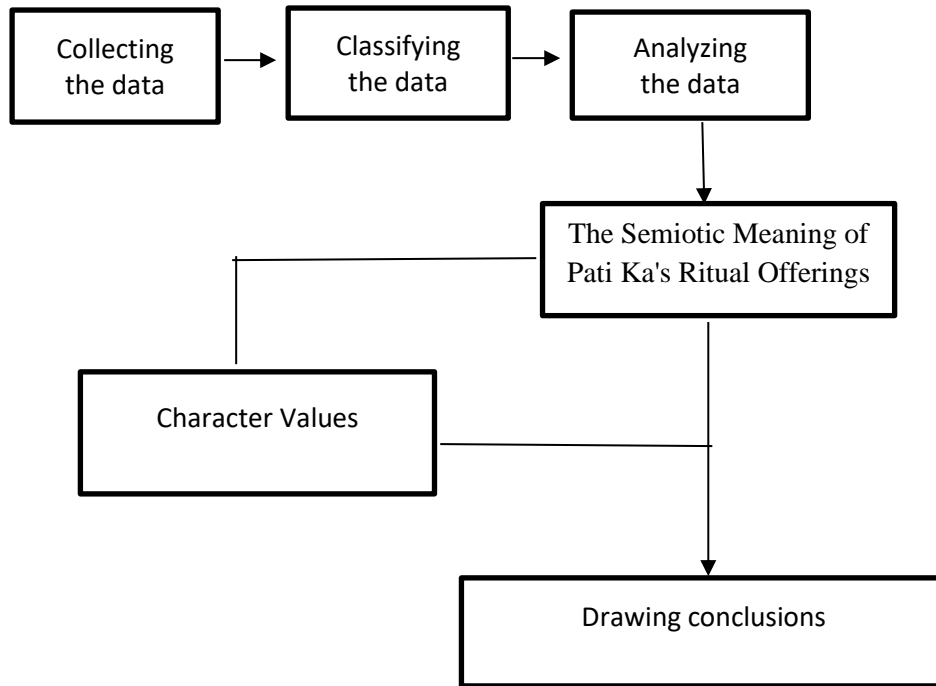 Collecting
the data
Classifying
the data
Analyzing
the data
The Semiotic Meaning of
Pati Ka's Ritual Offerings
Character Values
Drawing conclusions